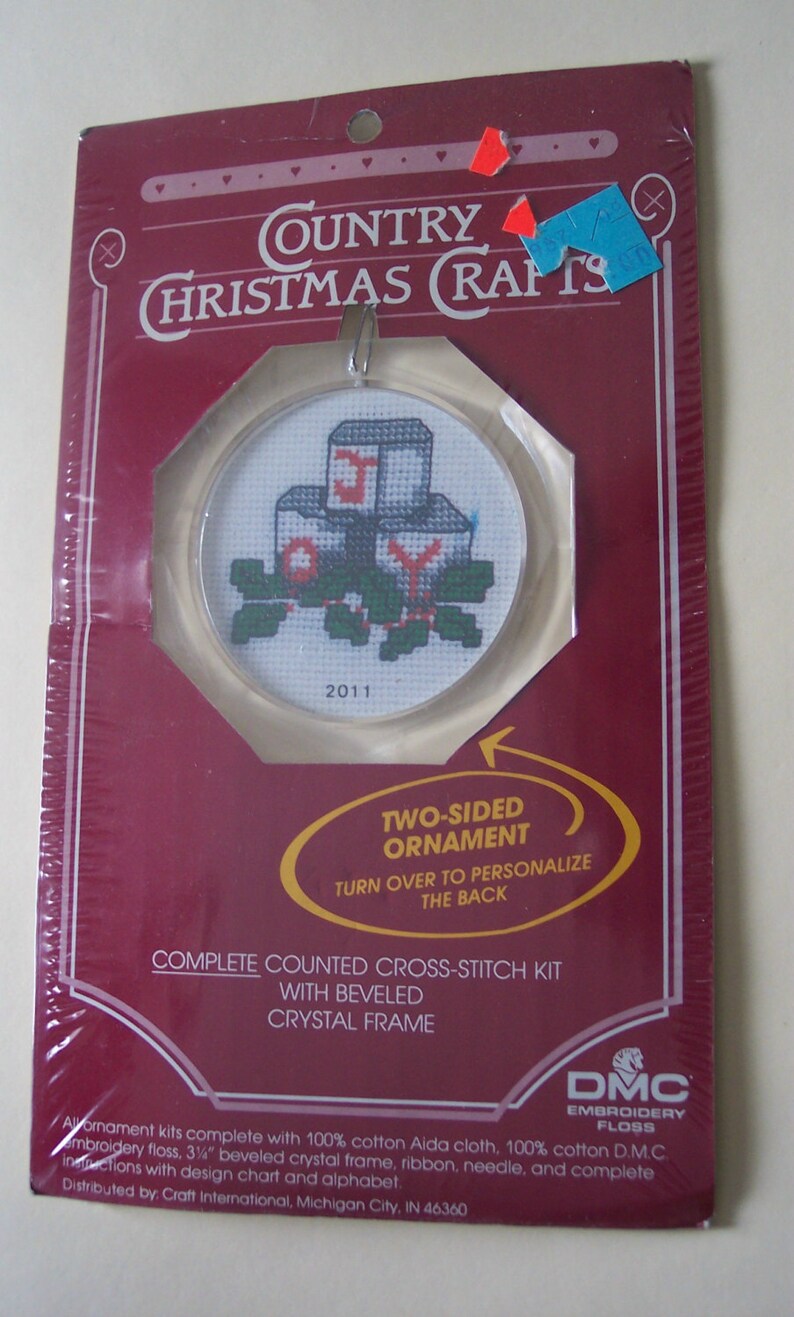 COUNTRY
CHRISTMAS CRAFTS
J
O Y
2011
TWO-SIDED
ORNAMENT
TURN OVER TO PERSONALIZE
THE BACK
COMPLETE COUNTED CROSS-STITCH KIT
WITH BEVELED
CRYSTAL FRAME
DMC
EMBROIDERY
FLOSS
All ornament kits complete with 100% cotton Aida cloth, 100% cotton D.M.C.
embroidery floss, 3¼" beveled crystal frame, ribbon, needle, and complete
instructions with design chart and alphabet.
Distributed by: Craft International, Michigan City, IN 46360